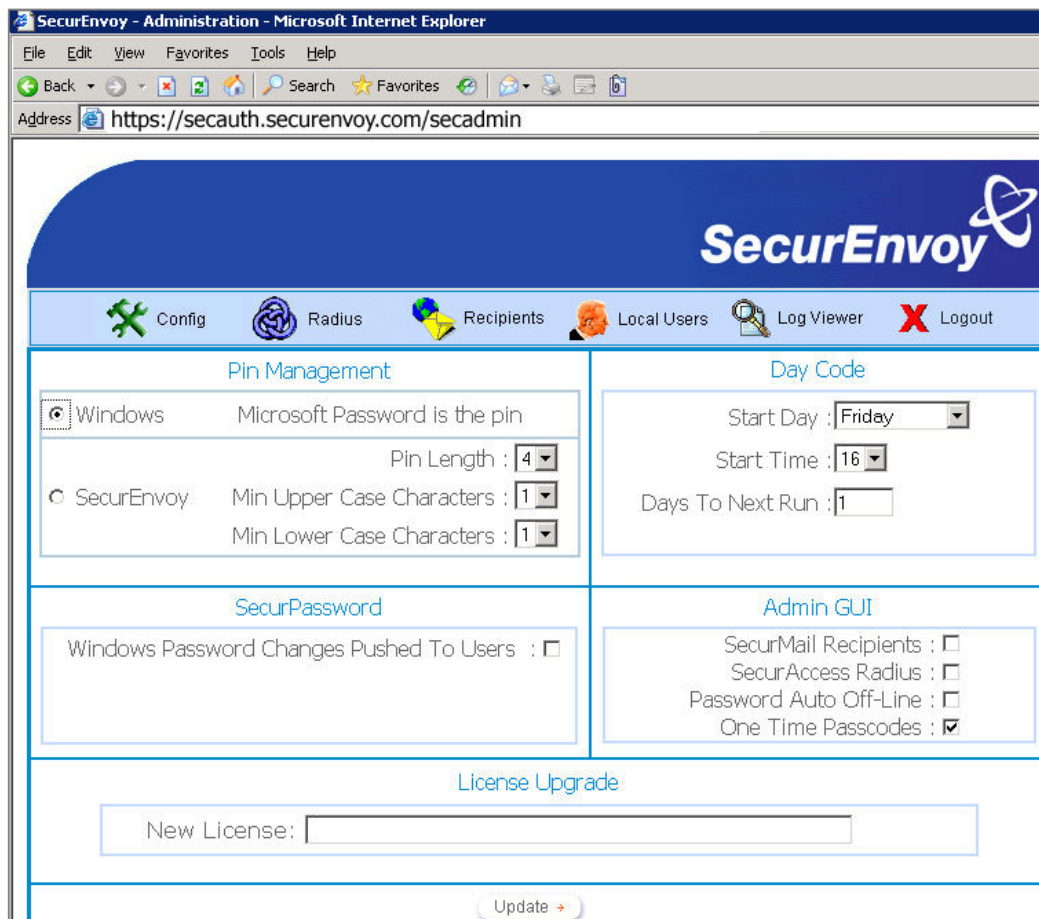 SecurEnvoy - Administration - Microsoft Internet Explorer
File Edit View Favorites Tools Help
Back Search Favorites
Address https://secauth.securenvoy.com/secadmin
SecurEnvoy
Config Radius Recipients Local Users Log Viewer Logout
Pin Management
Windows Microsoft Password is the pin
Pin Length : 4
SecurEnvoy Min Upper Case Characters : 1
Min Lower Case Characters : 1
Day Code
Start Day : Friday
Start Time : 16
Days To Next Run : 1
SecurPassword
Windows Password Changes Pushed To Users :
Admin GUI
SecurMail Recipients :
SecurAccess Radius :
Password Auto Off-Line :
One Time Passcodes :
License Upgrade
New License:
Update